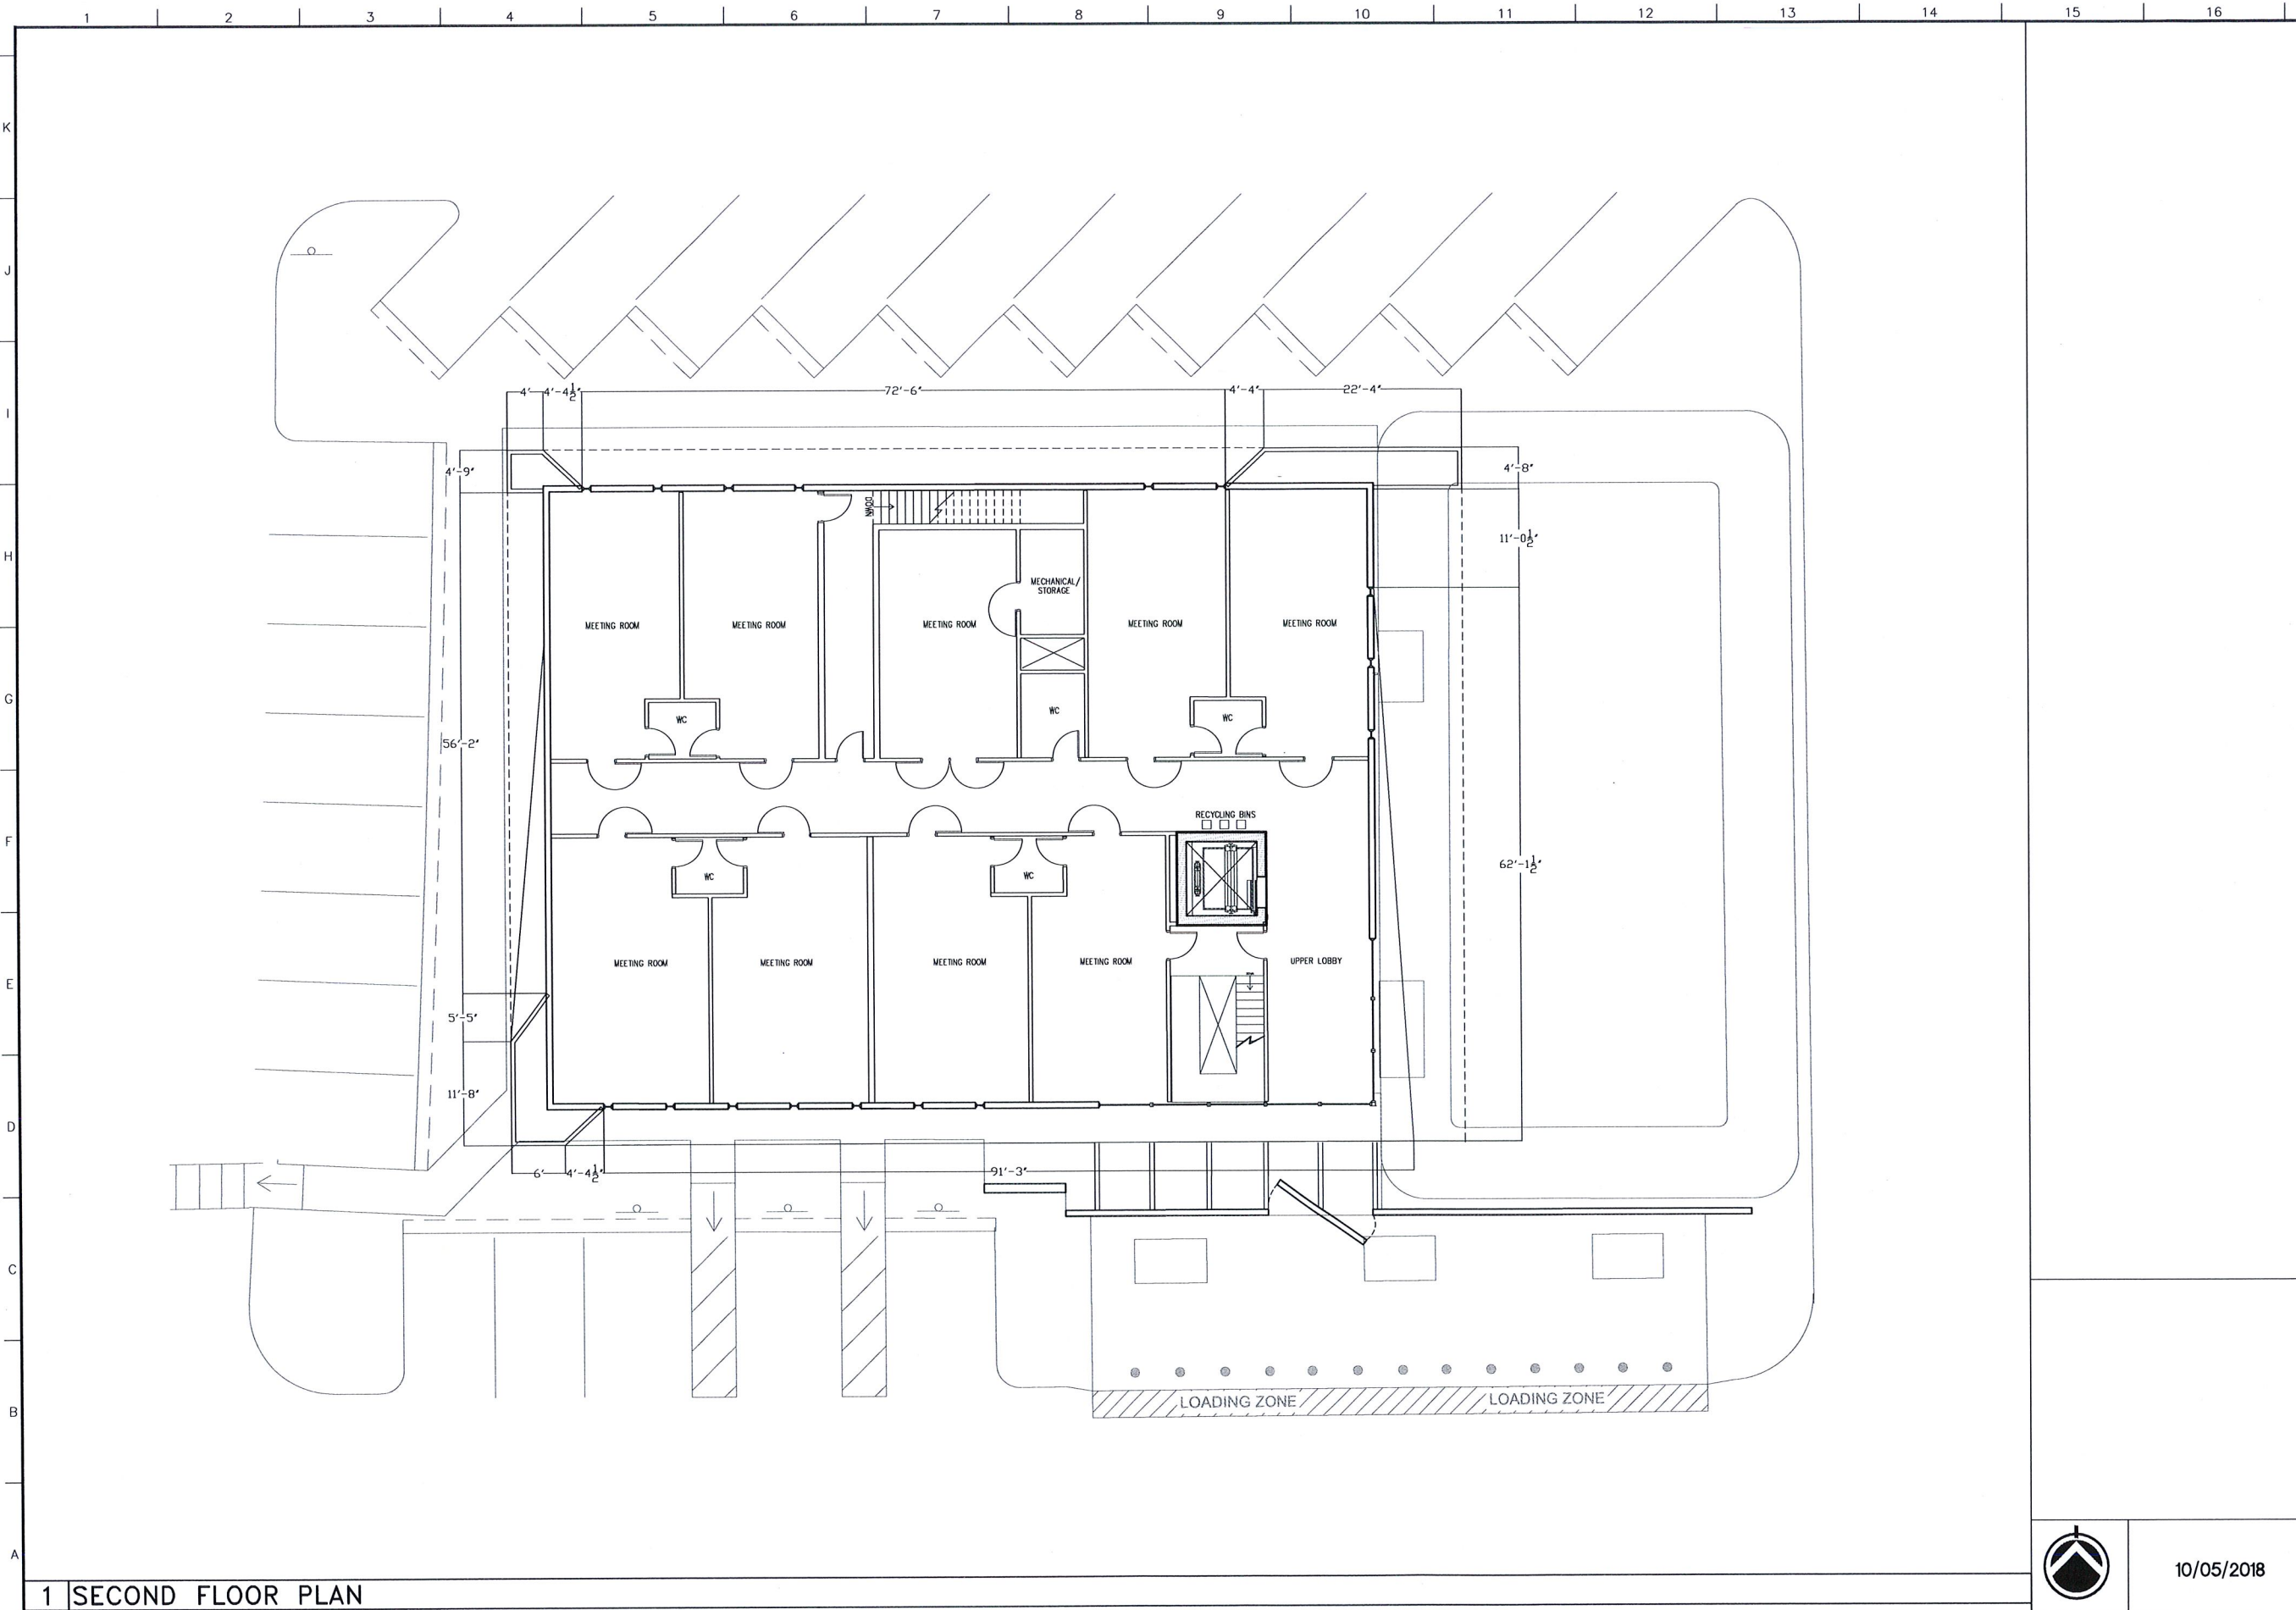 1 2 3 4 5 6 7 8 9 10 11 12 13 14 15 16
K
J
I
H
G
F
E
D
C
B
A
4' 4'-4½" 72'-6" 4'-4" 22'-4"
4'-9" 4'-8"
11'-0½"
DOWN
MECHANICAL/
STORAGE
MEETING ROOM MEETING ROOM MEETING ROOM MEETING ROOM MEETING ROOM
WC WC WC
56'-2"
RECYCLING BINS
62'-1½"
WC WC
MEETING ROOM MEETING ROOM MEETING ROOM MEETING ROOM UPPER LOBBY
5'-5"
11'-8"
6' 4'-4½" 91'-3"
LOADING ZONE LOADING ZONE
10/05/2018
1 SECOND FLOOR PLAN